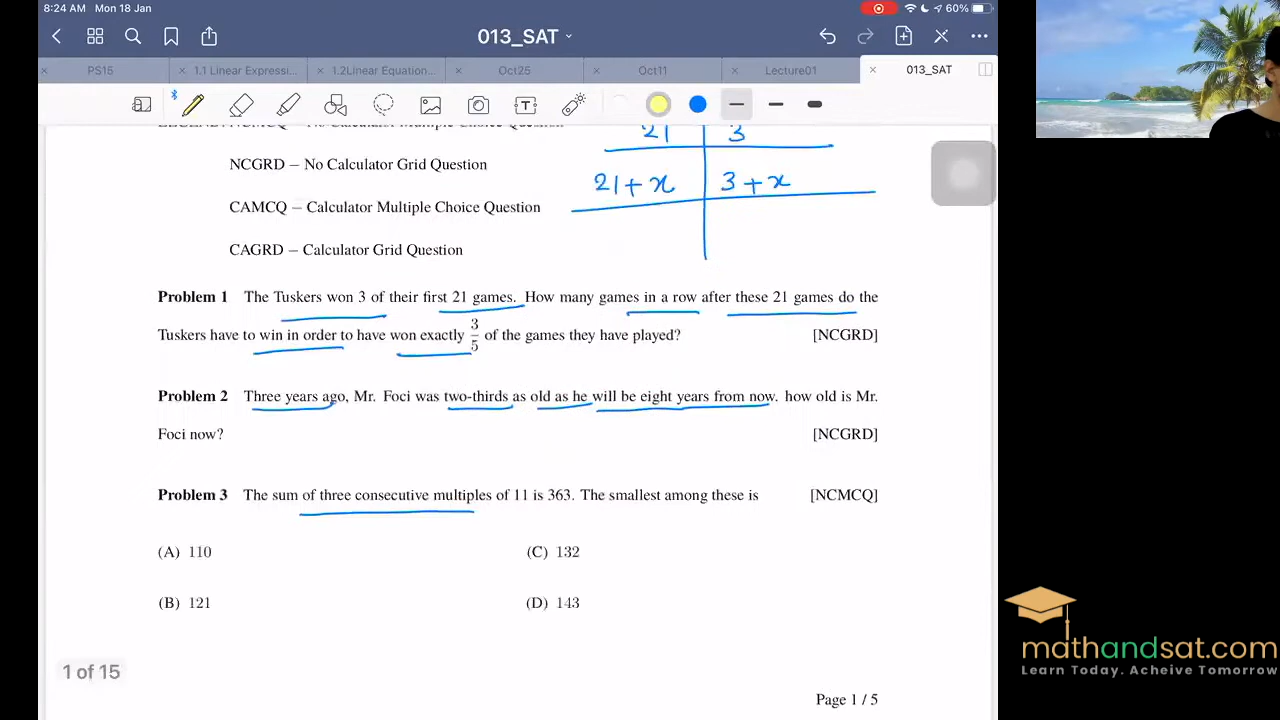 8:24 AM Mon 18 Jan
60%
013_SAT
PS15
1.1 Linear Expressi...
1.2Linear Equation...
Oct25
Oct11
Lecture01
013_SAT
No Calculator Multiple Choice Question
21 3
NCGRD – No Calculator Grid Question
21+x 3+x
CAMCQ – Calculator Multiple Choice Question
CAGRD – Calculator Grid Question
Problem 1 The Tuskers won 3 of their first 21 games. How many games in a row after these 21 games do the
Tuskers have to win in order to have won exactly 3/5 of the games they have played? [NCGRD]
Problem 2 Three years ago, Mr. Foci was two-thirds as old as he will be eight years from now. how old is Mr.
Foci now? [NCGRD]
Problem 3 The sum of three consecutive multiples of 11 is 363. The smallest among these is [NCMCQ]
(A) 110 (C) 132
(B) 121 (D) 143
1 of 15
Page 1 / 5
mathandsat.com
Learn Today. Acheive Tomorrow